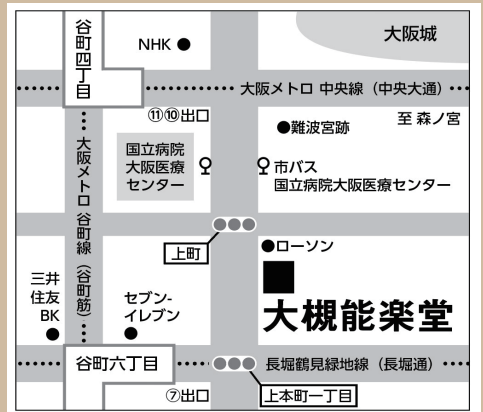 谷町四丁目
NHK ●
大阪城
大阪メトロ 中央線（中央大通）
⑪⑩出口
●難波宮跡
至 森ノ宮
国立病院
大阪医療
センター
市バス
国立病院大阪医療センター
大阪メトロ 谷町線（谷町筋）
上町
●ローソン
三井
住友
BK
●
セブン-
イレブン
●
大槻能楽堂
谷町六丁目
長堀鶴見緑地線（長堀通）
⑦出口
上本町一丁目